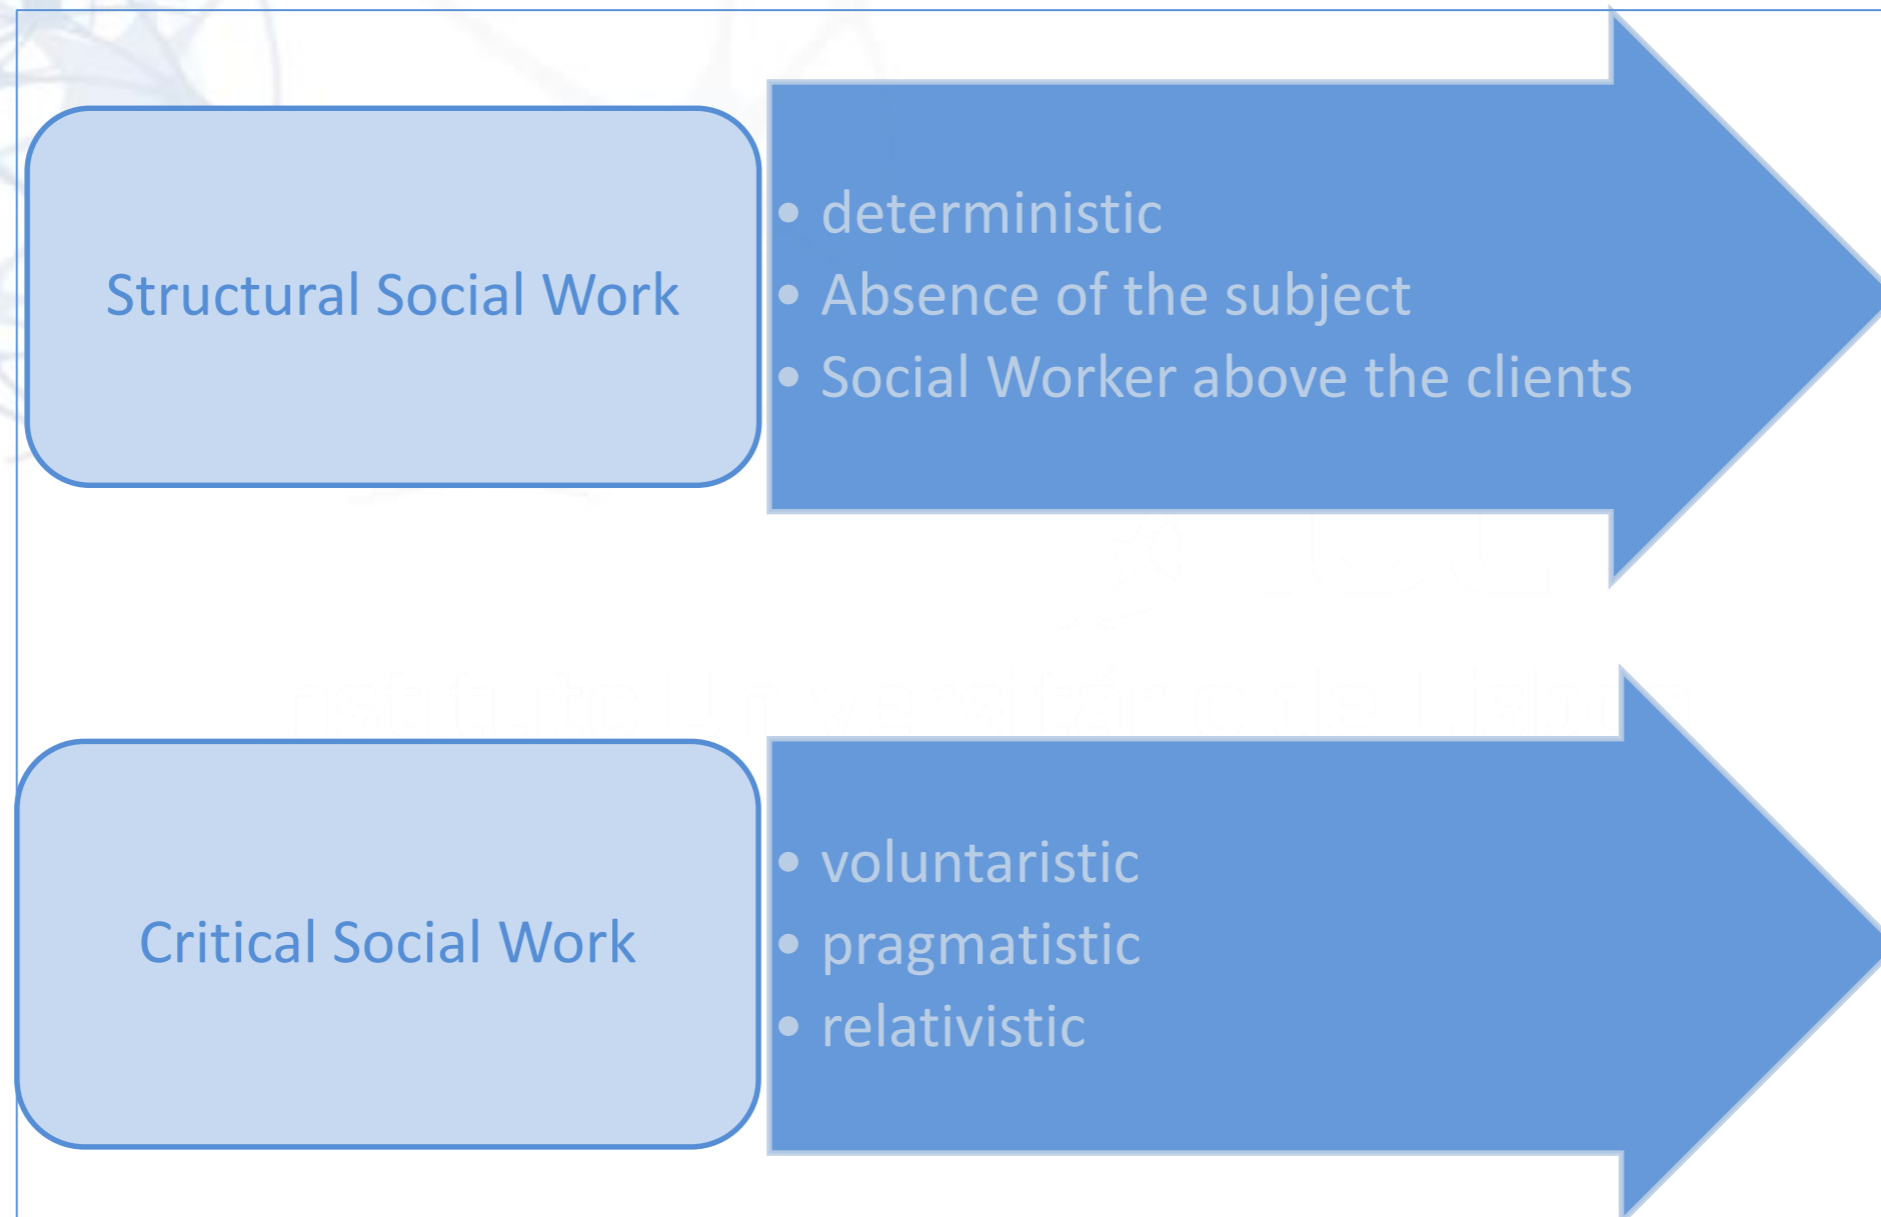 Structural Social Work
• deterministic
• Absence of the subject
• Social Worker above the clients
Critical Social Work
• voluntaristic
• pragmatistic
• relativistic